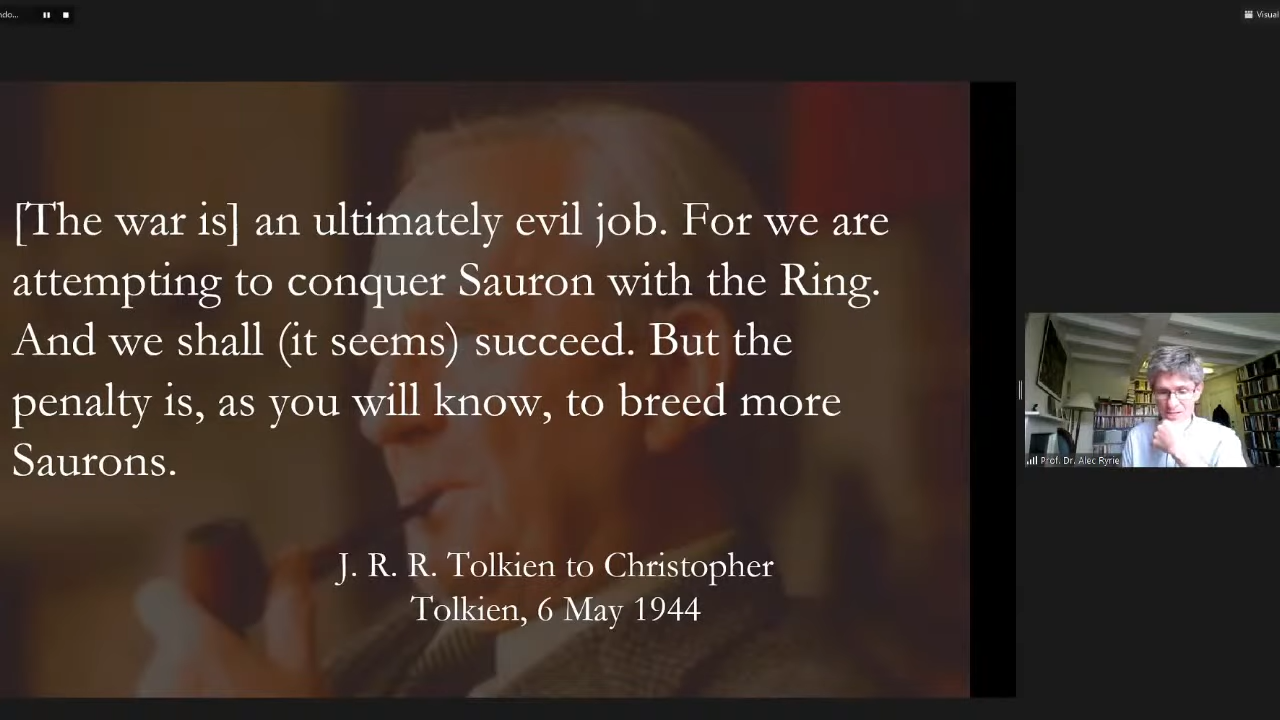 Visual
[The war is] an ultimately evil job. For we are
attempting to conquer Sauron with the Ring.
And we shall (it seems) succeed. But the
penalty is, as you will know, to breed more
Saurons.
J. R. R. Tolkien to Christopher
Tolkien, 6 May 1944
Prof. Dr. Alec Ryrie